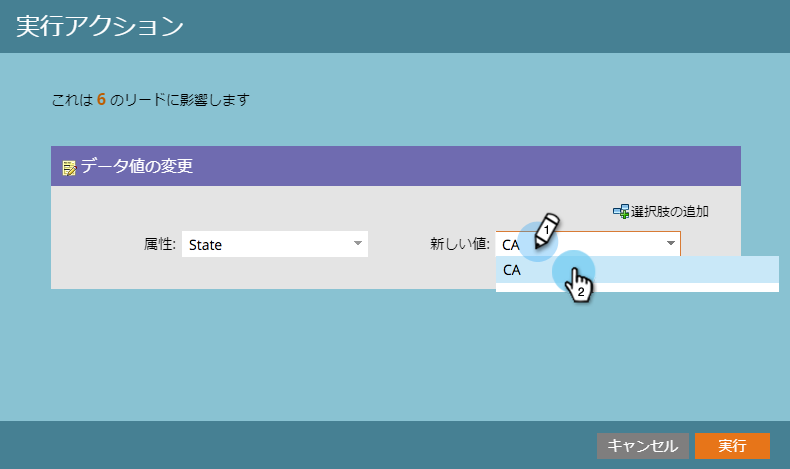 実行アクション
これは 6 のリードに影響します
データ値の変更
選択肢の追加
属性: State 新しい値: CA
1
CA
2
キャンセル 実行